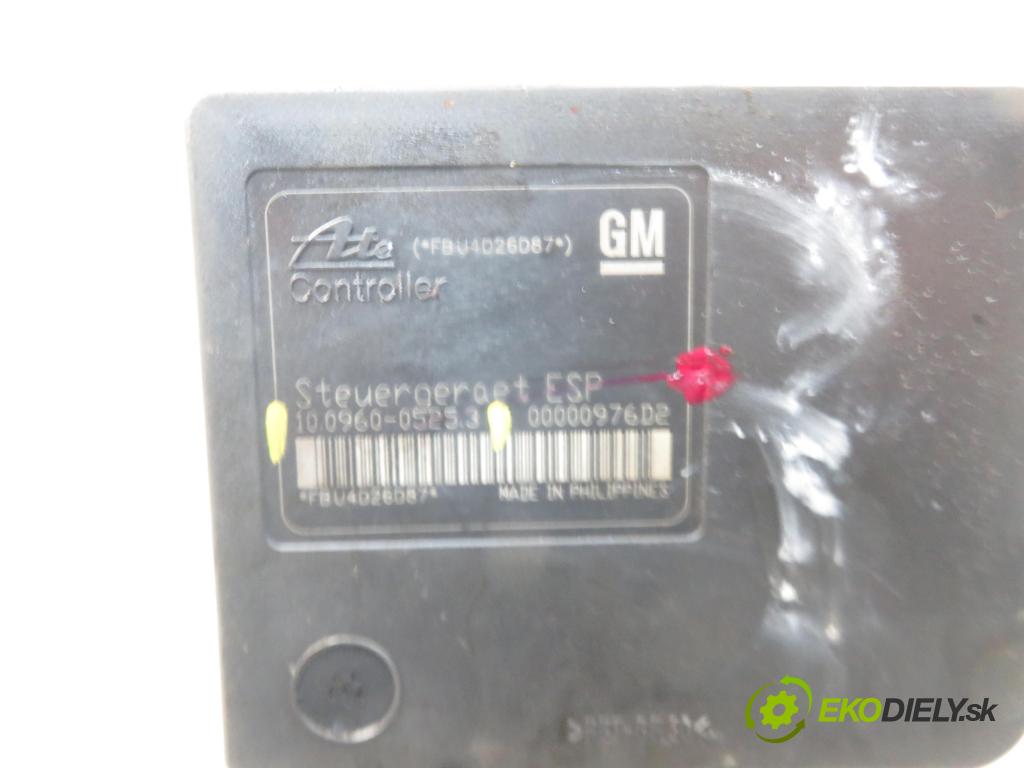 Ate (*FBU4D26D87*) GM
Controller
Steuergeraet ESP
10.0960-0525.3 00000976D2
*FBU4D26D87* MADE IN PHILIPPINES
EKODIELY.sk